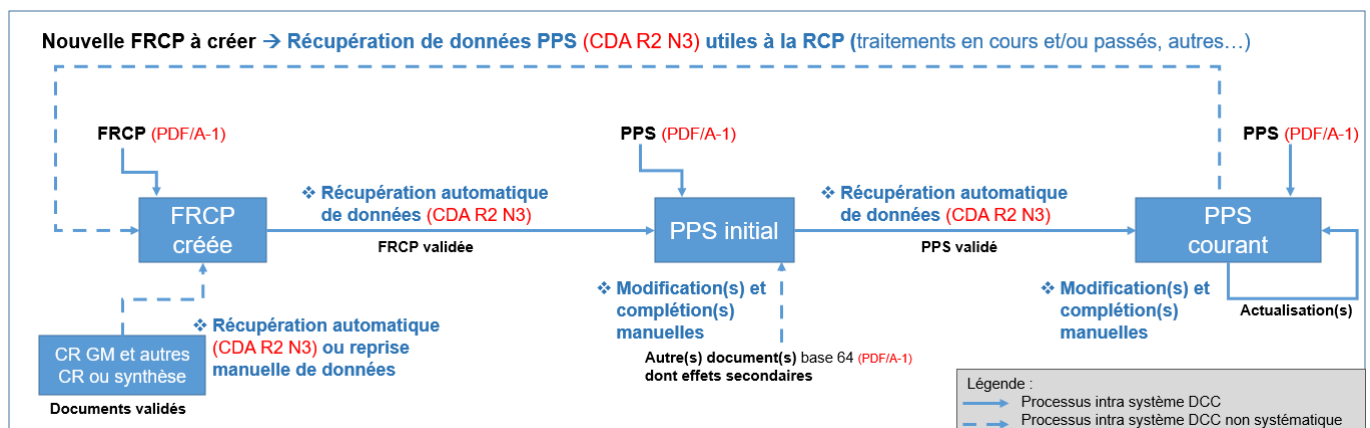 Nouvelle FRCP à créer → Récupération de données PPS (CDA R2 N3) utiles à la RCP (traitements en cours et/ou passés, autres…)
FRCP (PDF/A-1)
PPS (PDF/A-1)
PPS (PDF/A-1)
❖ Récupération automatique
de données (CDA R2 N3)
❖ Récupération automatique
de données (CDA R2 N3)
FRCP
créée
FRCP validée
PPS initial
PPS validé
PPS
courant
❖ Modification(s) et
complétion(s)
manuelles
❖ Modification(s) et
complétion(s)
manuelles
Actualisation(s)
❖ Récupération automatique
(CDA R2 N3) ou reprise
manuelle de données
CR GM et autres
CR ou synthèse
Documents validés
Autre(s) document(s) base 64 (PDF/A-1)
dont effets secondaires
Légende :
Processus intra système DCC
Processus intra système DCC non systématique